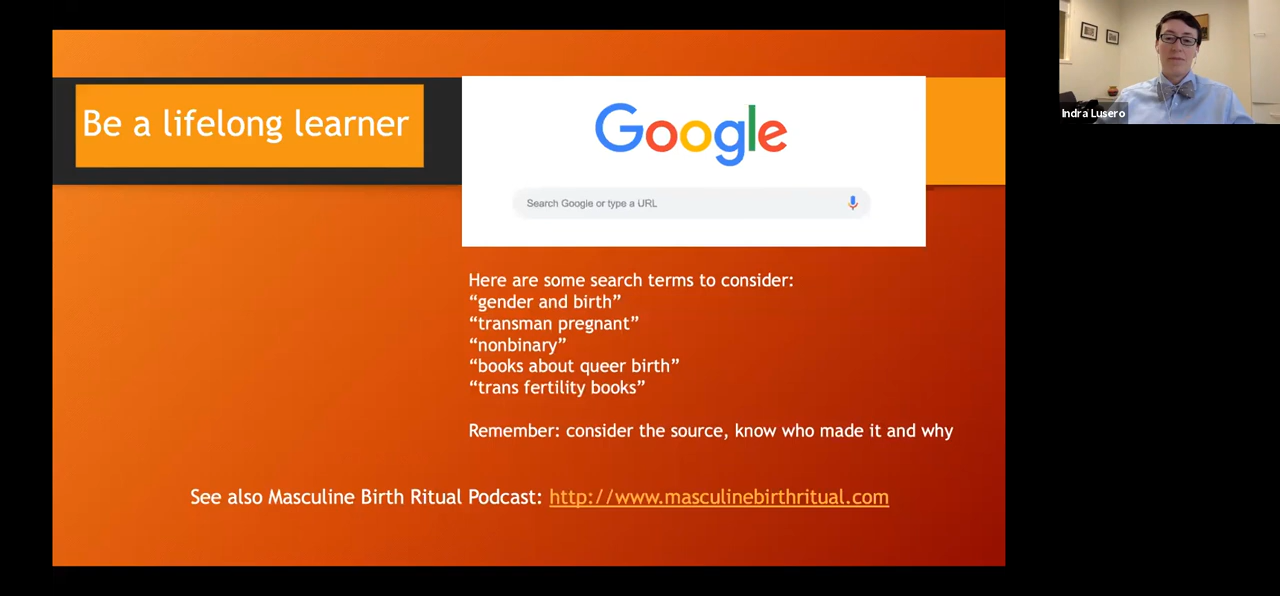 Be a lifelong learner
Google
Search Google or type a URL
Here are some search terms to consider:
“gender and birth”
“transman pregnant”
“nonbinary”
“books about queer birth”
“trans fertility books”
Remember: consider the source, know who made it and why
See also Masculine Birth Ritual Podcast: http://www.masculinebirthritual.com
Indra Lusero